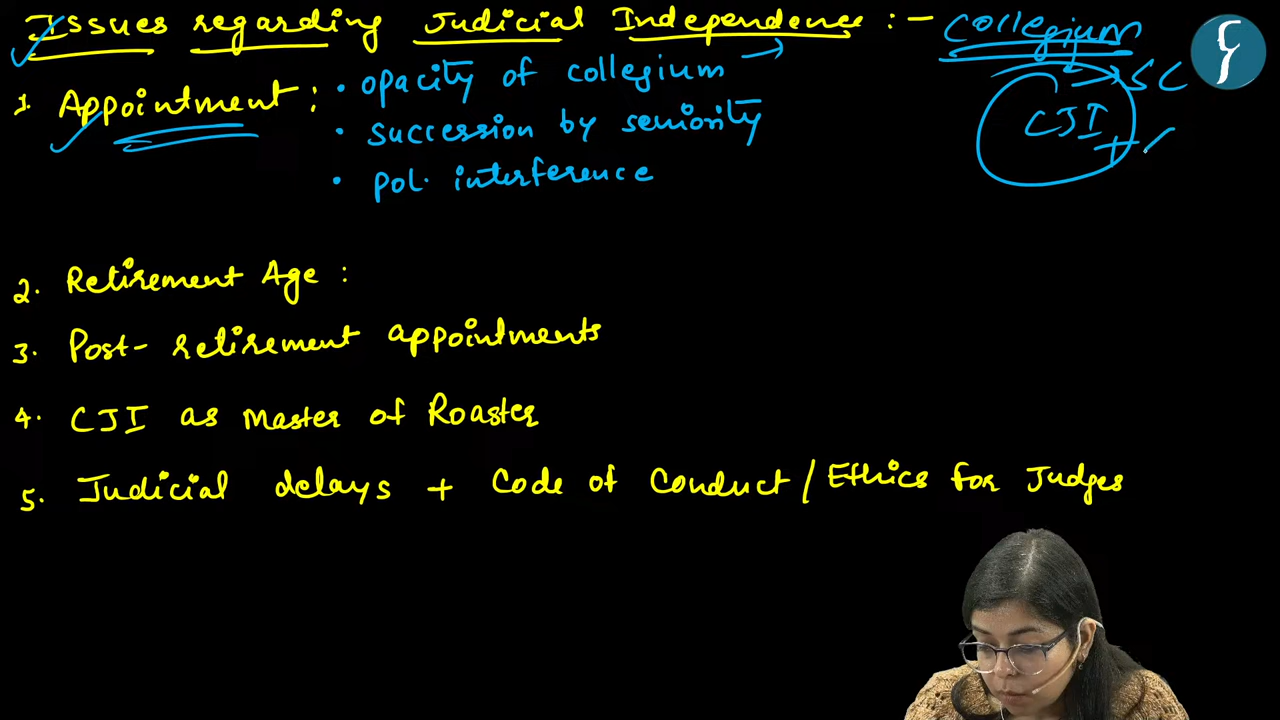 Issues regarding Judicial Independence :-
Collegium
1. Appointment :
• opacity of collegium →
• succession by seniority
• pol. interference
→ SC
CJI
+
2. Retirement Age :
3. Post-retirement appointments
4. CJI as Master of Roaster
5. Judicial delays + Code of Conduct / Ethics for Judges